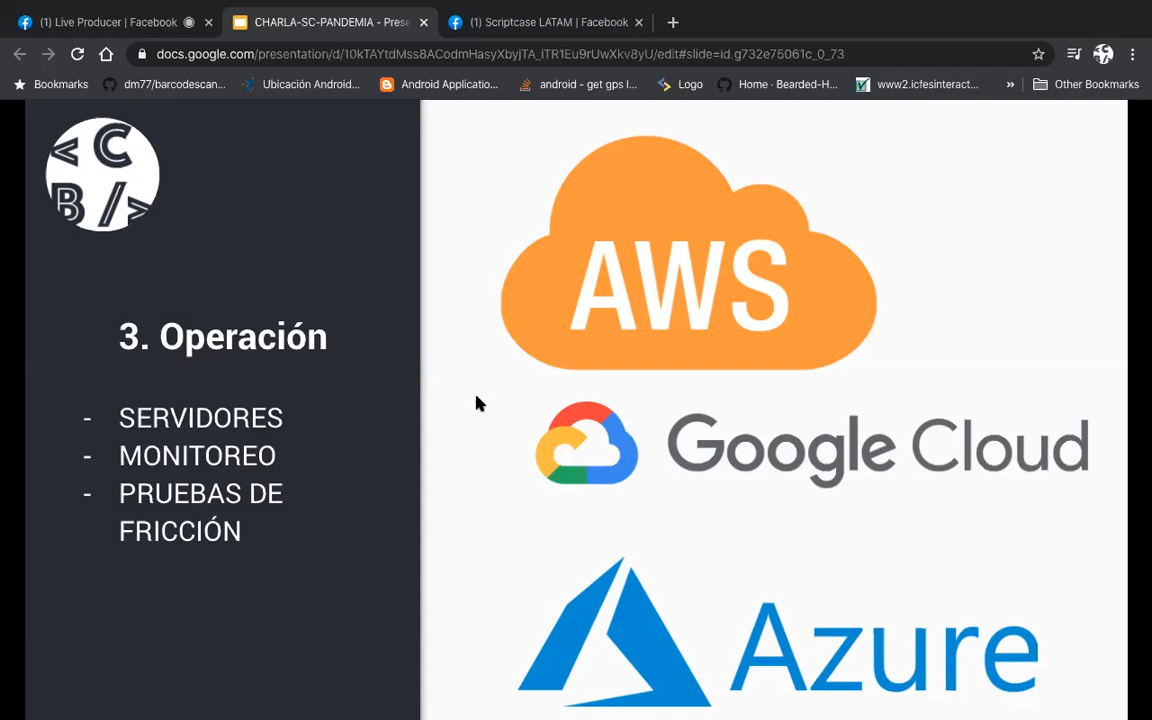 (1) Live Producer | Facebook
CHARLA-SC-PANDEMIA - Prese
(1) Scriptcase LATAM | Facebook
docs.google.com/presentation/d/10kTAYtdMss8ACodmHasyXbyjTA_iTR1Eu9rUwXkv8yU/edit#slide=id.g732e75061c_0_73
Bookmarks
dm77/barcodescan...
Ubicación Android...
Android Applicatio...
android - get gps l...
Logo
Home · Bearded-H...
www2.icfesinteract...
Other Bookmarks
<C
B/>
3. Operación
- SERVIDORES
- MONITOREO
- PRUEBAS DE
FRICCIÓN
AWS
Google Cloud
Azure